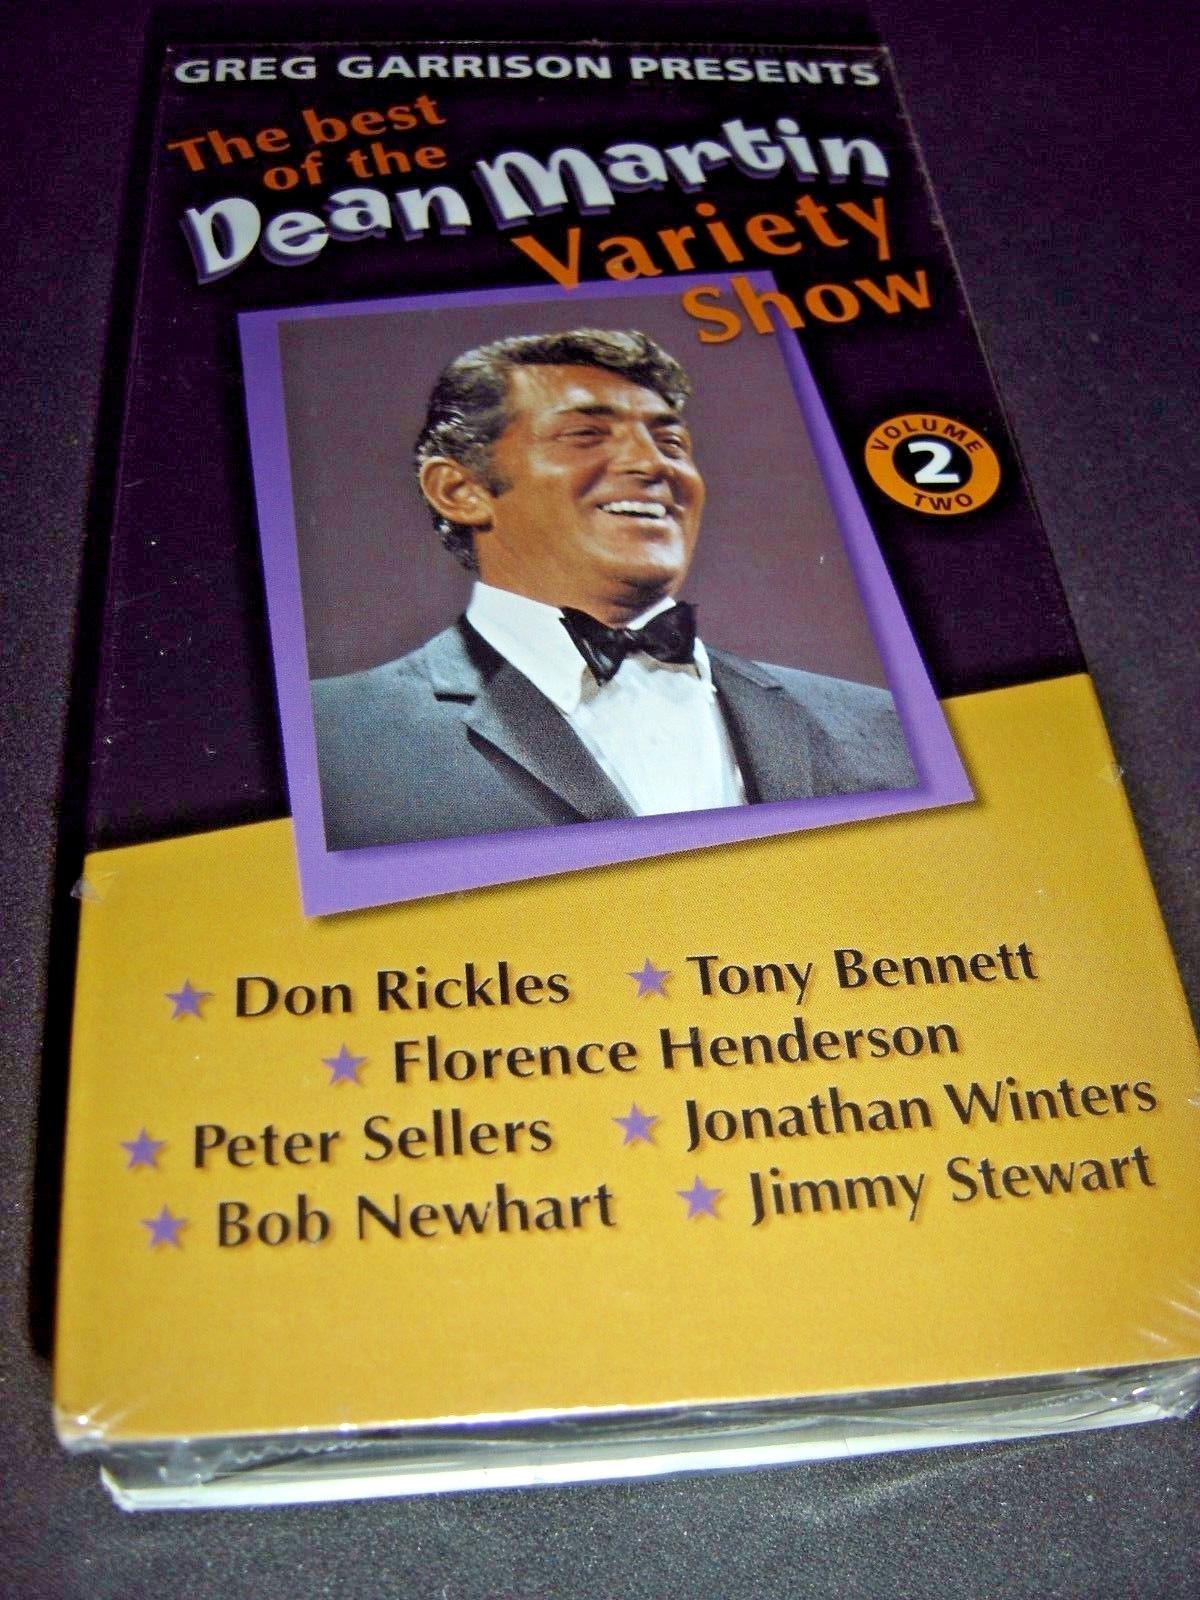 GREG GARRISON PRESENTS
The best
of the
Dean Martin
Variety
Show
VOLUME
2
TWO
Don Rickles Tony Bennett
Florence Henderson
Peter Sellers Jonathan Winters
Bob Newhart Jimmy Stewart